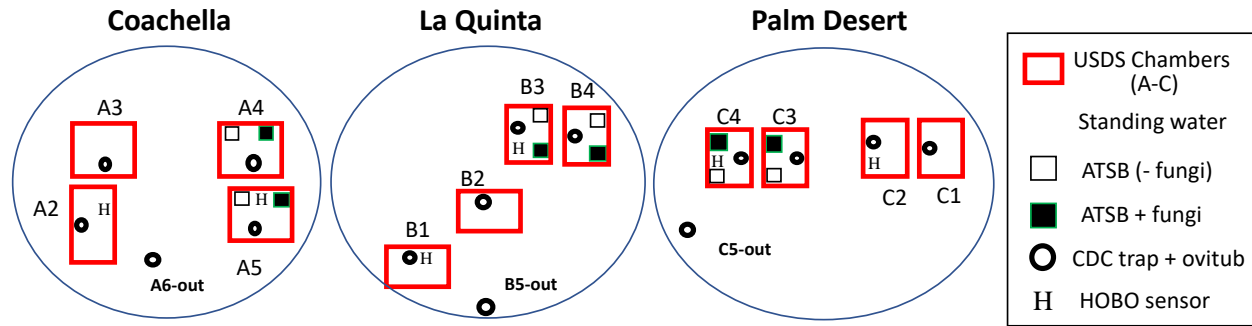 Coachella
La Quinta
Palm Desert
A3
A4
A2
H
H
A5
A6-out
B3
B4
H
B2
B1
H
B5-out
C4
C3
H
H
C2
C1
C5-out
USDS Chambers
(A-C)
Standing water
ATSB (- fungi)
ATSB + fungi
CDC trap + ovitub
H
HOBO sensor